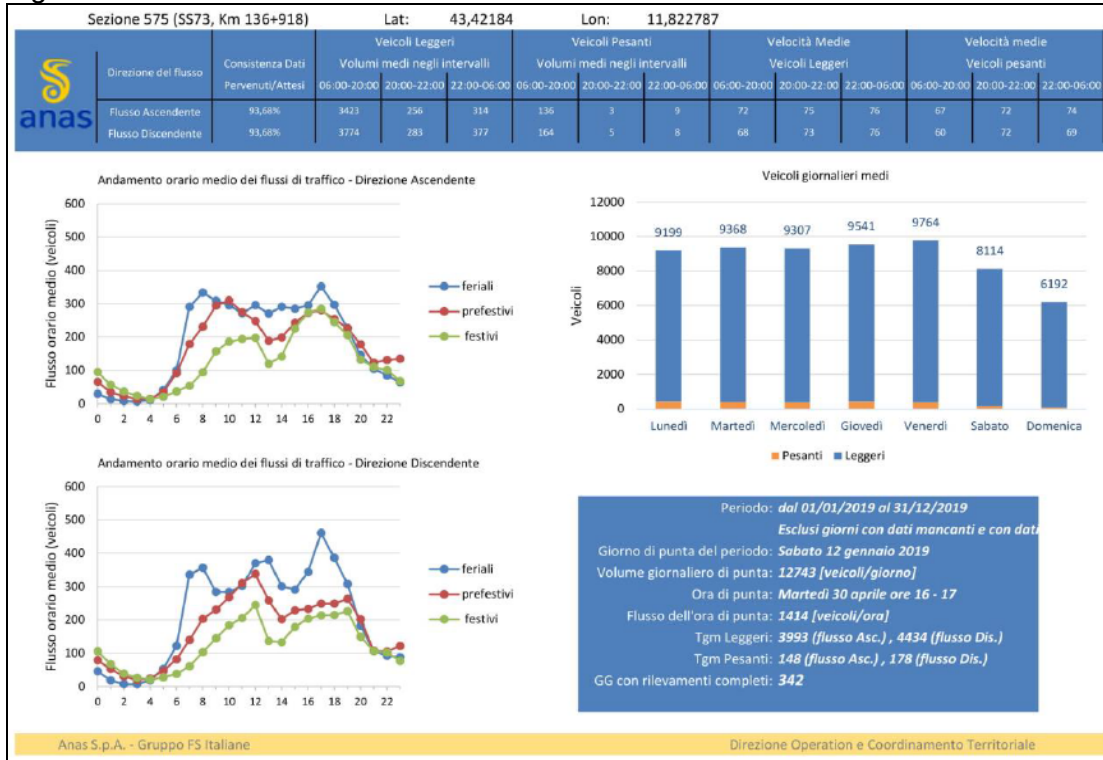 Sezione 575 (SS73, Km 136+918) Lat: 43,42184 Lon: 11,822787
Veicoli Leggeri Veicoli Pesanti Velocità Medie Velocità medie
Direzione del flusso Consistenza Dati Volumi medi negli intervalli Volumi medi negli intervalli Veicoli Leggeri Veicoli pesanti
Pervenuti/Attesi 06:00-20:00 20:00-22:00 22:00-06:00 06:00-20:00 20:00-22:00 22:00-06:00 06:00-20:00 20:00-22:00 22:00-06:00 06:00-20:00 20:00-22:00 22:00-06:00
anas
Flusso Ascendente 93,68% 3423 256 314 136 3 9 72 75 76 67 72 74
Flusso Discendente 93,68% 3774 283 377 164 5 8 68 73 76 60 72 69
Andamento orario medio dei flussi di traffico - Direzione Ascendente
Flusso orario medio (veicoli)
600
500
400
300
200
100
0
0 2 4 6 8 10 12 14 16 18 20 22
feriali
prefestivi
festivi
Veicoli giornalieri medi
Veicoli
12000
10000
8000
6000
4000
2000
0
9199 9368 9307 9541 9764 8114 6192
Lunedì Martedì Mercoledì Giovedì Venerdì Sabato Domenica
Pesanti Leggeri
Andamento orario medio dei flussi di traffico - Direzione Discendente
Flusso orario medio (veicoli)
600
500
400
300
200
100
0
0 2 4 6 8 10 12 14 16 18 20 22
feriali
prefestivi
festivi
Periodo: dal 01/01/2019 al 31/12/2019
Esclusi giorni con dati mancanti e con dati
Giorno di punta del periodo: Sabato 12 gennaio 2019
Volume giornaliero di punta: 12743 [veicoli/giorno]
Ora di punta: Martedì 30 aprile ore 16 - 17
Flusso dell'ora di punta: 1414 [veicoli/ora]
Tgm Leggeri: 3993 (flusso Asc.) , 4434 (flusso Dis.)
Tgm Pesanti: 148 (flusso Asc.) , 178 (flusso Dis.)
GG con rilevamenti completi: 342
Anas S.p.A. - Gruppo FS Italiane Direzione Operation e Coordinamento Territoriale